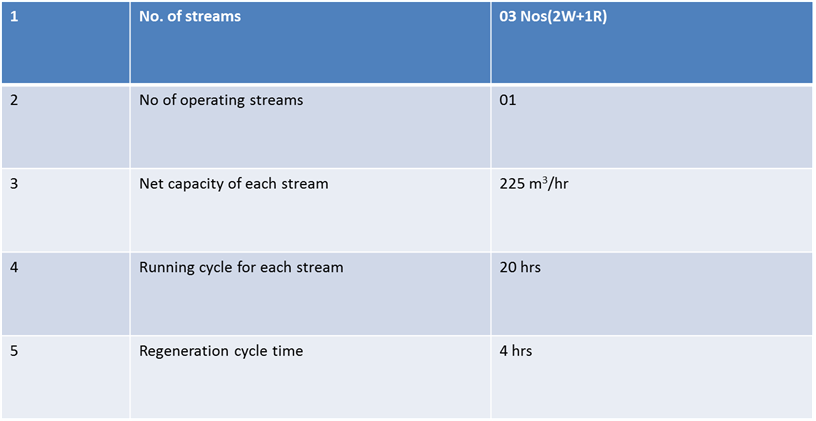 1 No. of streams 03 Nos(2W+1R)
2 No of operating streams 01
3 Net capacity of each stream 225 m³/hr
4 Running cycle for each stream 20 hrs
5 Regeneration cycle time 4 hrs